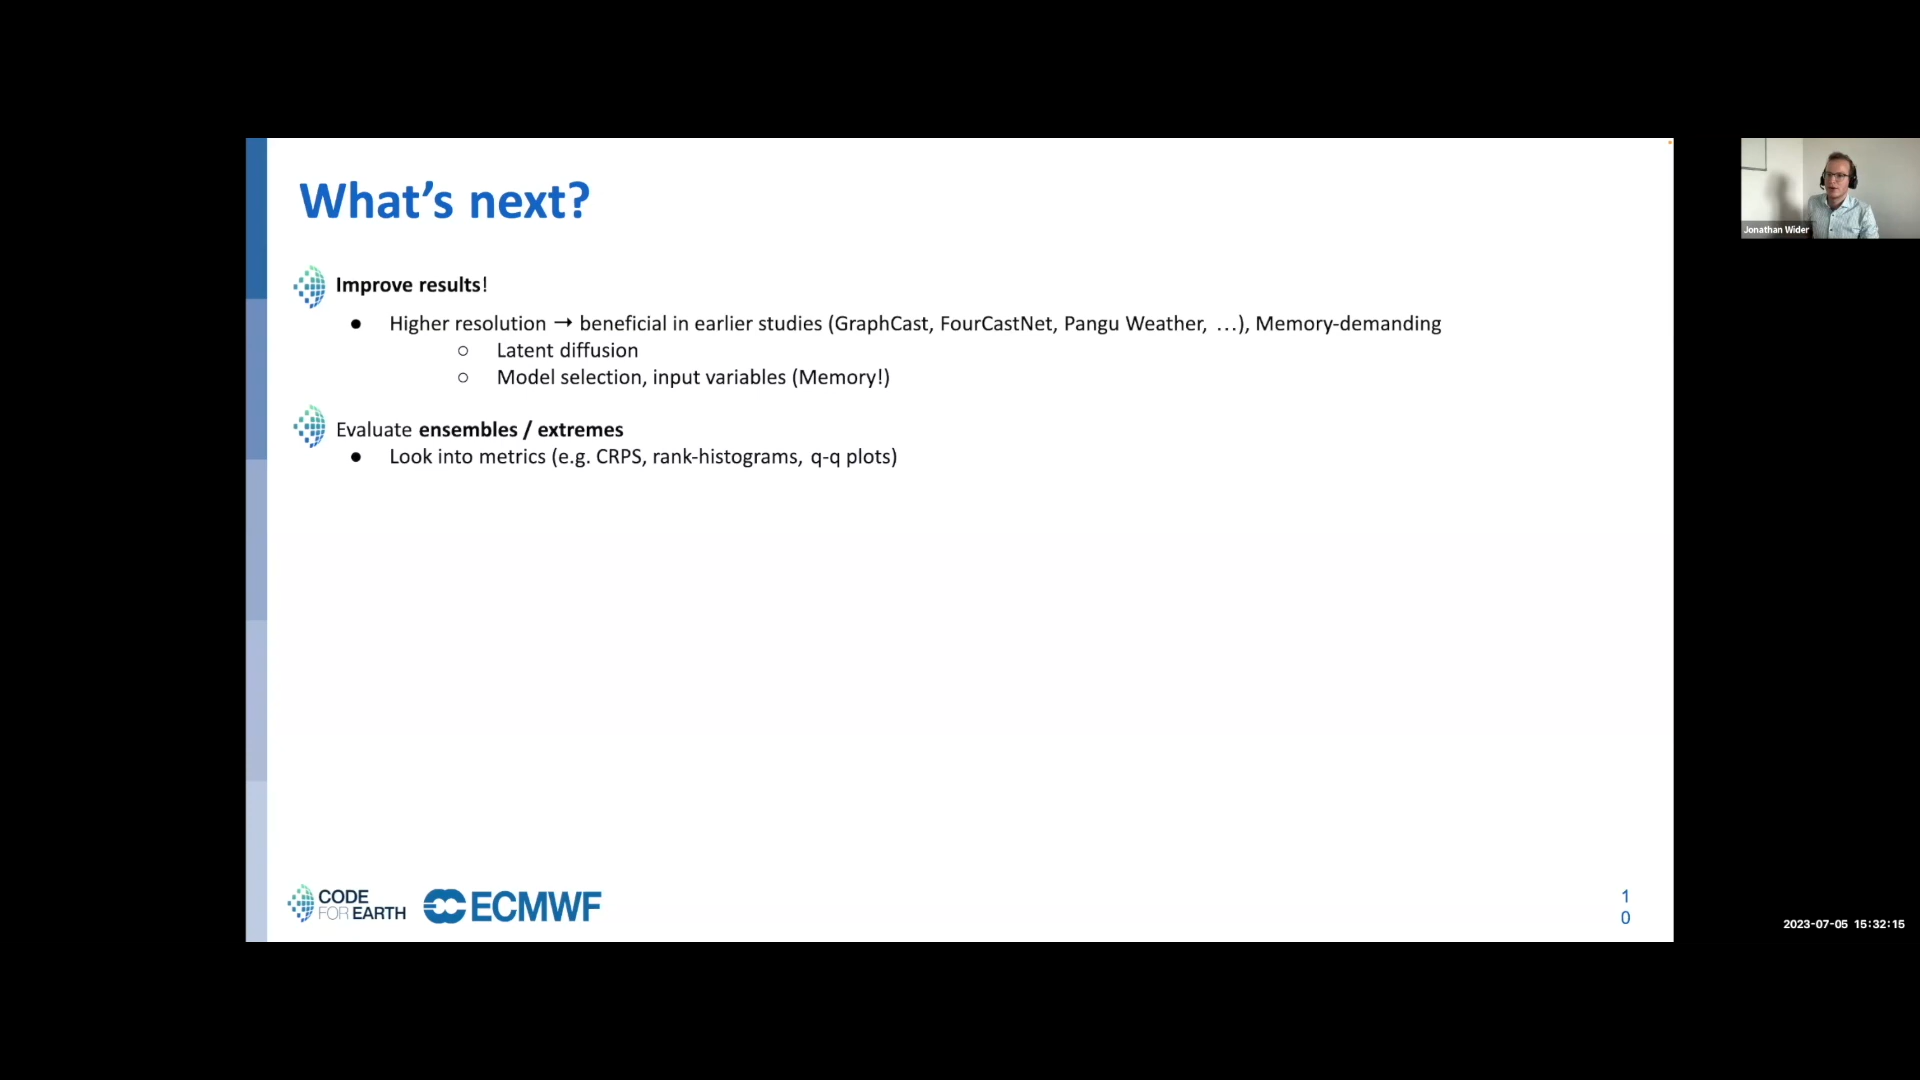 What's next?
Improve results!
● Higher resolution → beneficial in earlier studies (GraphCast, FourCastNet, Pangu Weather, …), Memory-demanding
○ Latent diffusion
○ Model selection, input variables (Memory!)
Evaluate ensembles / extremes
● Look into metrics (e.g. CRPS, rank-histograms, q-q plots)
CODE
FOR EARTH
ECMWF
1
0
Jonathan Wider
2023-07-05 15:32:15